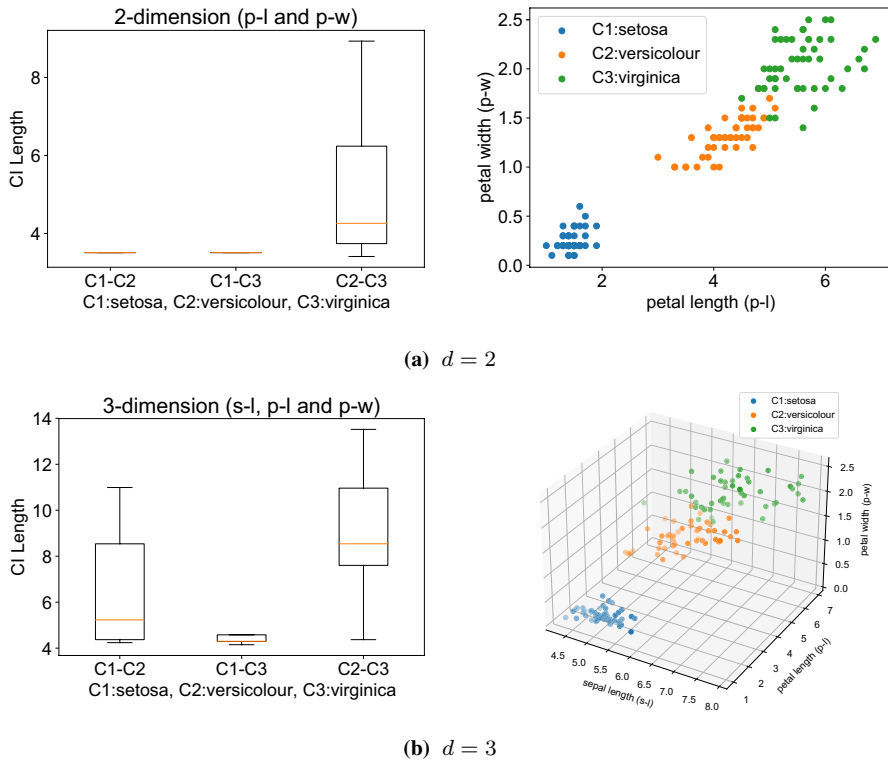 2-dimension (p-l and p-w)
CI Length
8
6
4
C1-C2 C1-C3 C2-C3
C1:setosa, C2:versicolour, C3:virginica
C1:setosa
C2:versicolour
C3:virginica
petal width (p-w)
2.5
2.0
1.5
1.0
0.5
0.0
2 4 6
petal length (p-l)
(a) d = 2
3-dimension (s-l, p-l and p-w)
CI Length
14
12
10
8
6
4
C1-C2 C1-C3 C2-C3
C1:setosa, C2:versicolour, C3:virginica
C1:setosa
C2:versicolour
C3:virginica
2.5
2.0
1.5
1.0
0.5
0.0
petal width (p-w)
7
6
5
4
3
2
1
petal length (p-l)
4.5 5.0 5.5 6.0 6.5 7.0 7.5 8.0
sepal length (s-l)
(b) d = 3